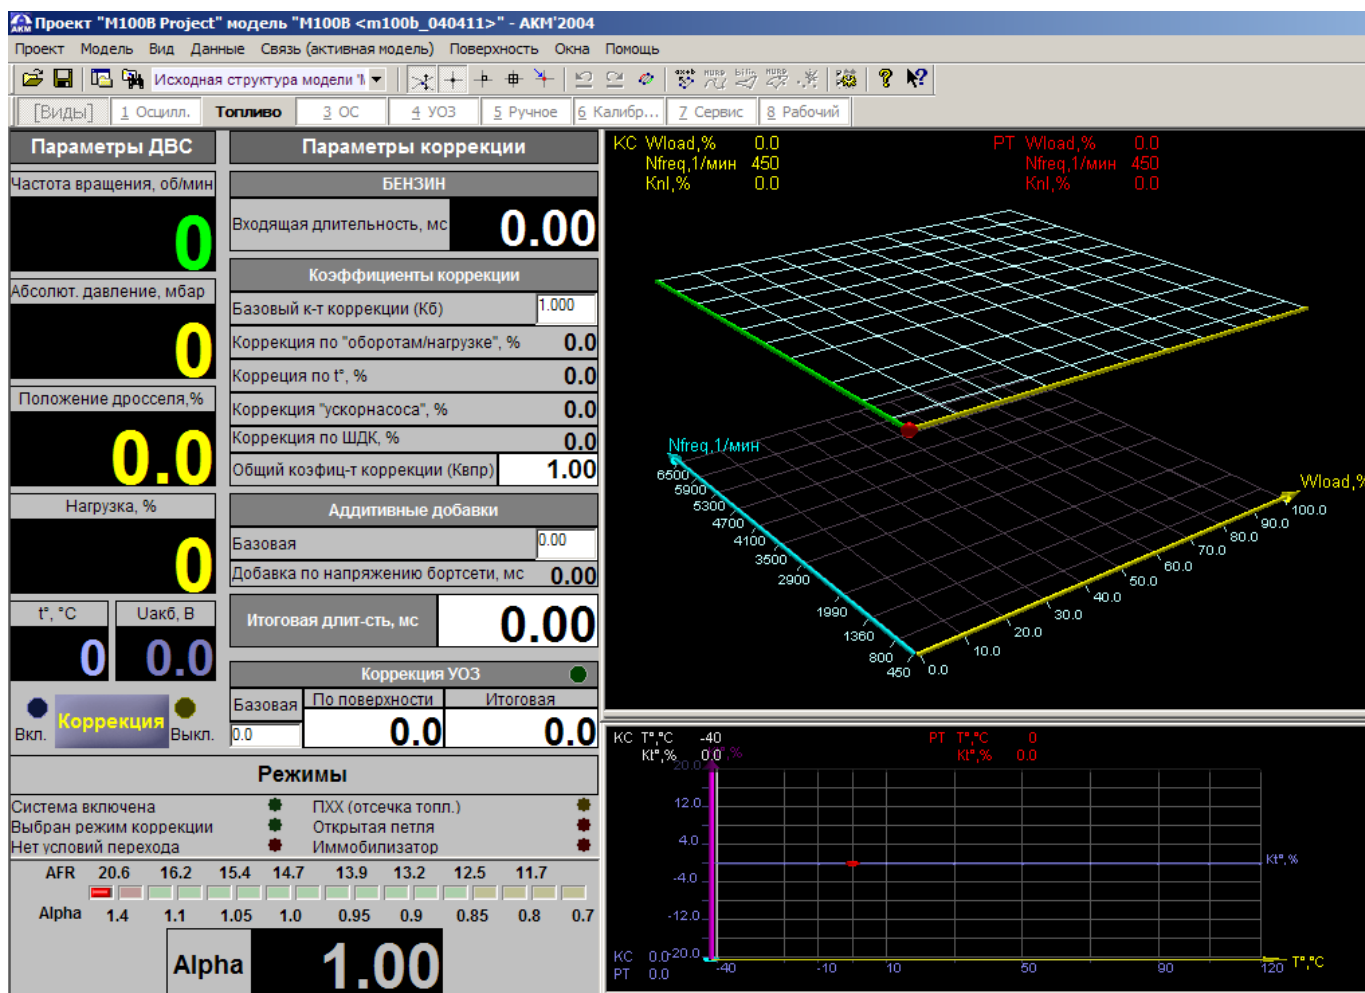 Проект "M100B Project" модель "M100B <m100b_040411>" - AKM'2004
Проект Модель Вид Данные Связь (активная модель) Поверхность Окна Помощь
Исходная структура модели
[Виды] 1 Осцилл. Топливо 3 ОС 4 УОЗ 5 Ручное 6 Калибр... 7 Сервис 8 Рабочий
Параметры ДВС
Частота вращения, об/мин
0
Абсолют. давление, мбар
0
Положение дросселя,%
0.0
Нагрузка, %
0
t°, °C Uакб, В
0 0.0
Коррекция
Вкл. Выкл.
Параметры коррекции
БЕНЗИН
Входящая длительность, мс 0.00
Коэффициенты коррекции
Базовый к-т коррекции (Кб) 1.000
Коррекция по "оборотам/нагрузке", % 0.0
Корреция по t°, % 0.0
Коррекция "ускорнасоса", % 0.0
Коррекция по ШДК, % 0.0
Общий коэфиц-т коррекции (Квпр) 1.00
Аддитивные добавки
Базовая 0.00
Добавка по напряжению бортсети, мс 0.00
Итоговая длит-сть, мс 0.00
Коррекция УОЗ
Базовая По поверхности Итоговая
0.0 0.0 0.0
Режимы
Система включена ПХХ (отсечка топл.)
Выбран режим коррекции Открытая петля
Нет условий перехода Иммобилизатор
AFR 20.6 16.2 15.4 14.7 13.9 13.2 12.5 11.7
Alpha 1.4 1.1 1.05 1.0 0.95 0.9 0.85 0.8 0.7
Alpha 1.00
КС Wload,% 0.0 РТ Wload,% 0.0
Nfreq,1/мин 450 Nfreq,1/мин 450
Knl,% 0.0 Knl,% 0.0
Nfreq,1/мин
6500
5900
5300
4700
4100
3500
2900
1990
1360
800
450
Wload,%
100.0
90.0
80.0
70.0
60.0
50.0
40.0
30.0
20.0
10.0
0.0
КС T°,°C -40 РТ T°,°C 0
Kt°,% 0.0 Kt°,% 0.0
20.0
12.0
4.0
-4.0
-12.0
-20.0
Kt°,%
КС 0.0
РТ 0.0
-40 -10 10 50 90 120 T°,°C